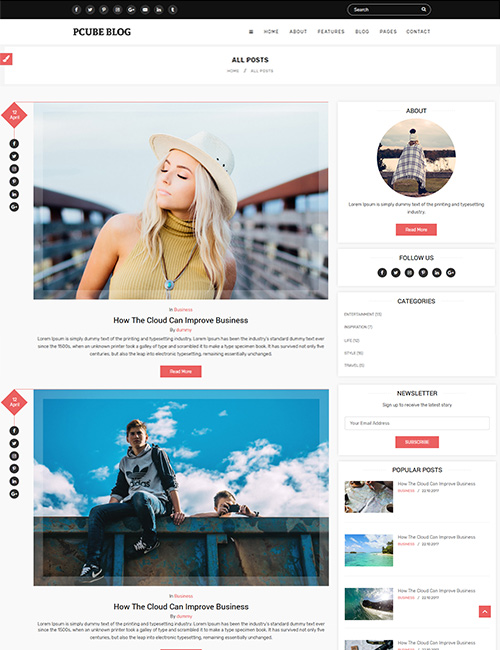 Search
PCUBE BLOG
HOME ABOUT FEATURES BLOG PAGES CONTACT
ALL POSTS
HOME // ALL POSTS
12
April
In Business
How The Cloud Can Improve Business
By dummy
Lorem Ipsum is simply dummy text of the printing and typesetting industry. Lorem Ipsum has been the industry's standard dummy text ever
since the 1500s, when an unknown printer took a galley of type and scrambled it to make a type specimen book. It has survived not only five
centuries, but also the leap into electronic typesetting, remaining essentially unchanged.
Read More
12
April
adidas
In Business
How The Cloud Can Improve Business
By dummy
Lorem Ipsum is simply dummy text of the printing and typesetting industry. Lorem Ipsum has been the industry's standard dummy text ever
since the 1500s, when an unknown printer took a galley of type and scrambled it to make a type specimen book. It has survived not only five
centuries, but also the leap into electronic typesetting, remaining essentially unchanged.
ABOUT
Lorem Ipsum is simply dummy text of the printing and typesetting
industry.
Read More
FOLLOW US
CATEGORIES
ENTERTAINMENT (13)
INSPIRATION (7)
LIFE (12)
STYLE (16)
TRAVEL (5)
NEWSLETTER
Sign up to receive the latest story.
Your Email Address
SUBSCRIBE
POPULAR POSTS
How The Cloud Can Improve Business
BUSINESS // 22.10.2017
How The Cloud Can Improve Business
BUSINESS // 22.10.2017
How The Cloud Can Improve Business
BUSINESS // 22.10.2017
How The Cloud Can Improve Business
BUSINESS // 22.10.2017